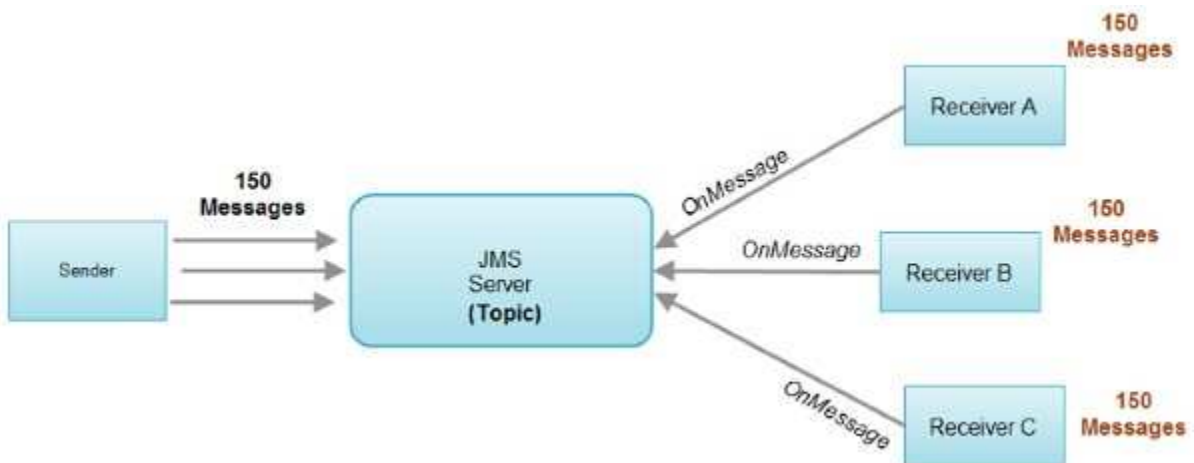 150
Messages
Receiver A
OnMessage
150
Messages
Sender
JMS
Server
(Topic)
OnMessage
Receiver B
150
Messages
OnMessage
Receiver C
150
Messages